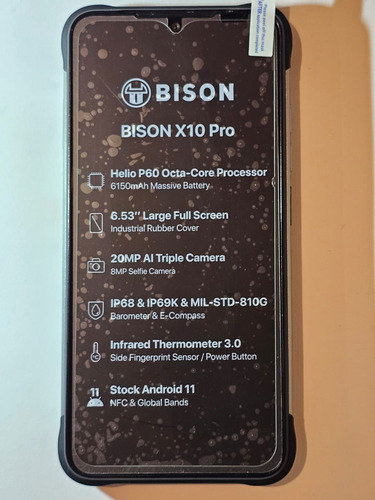 BISON
BISON X10 Pro
Helio P60 Octa-Core Processor
6150mAh Massive Battery
6.53’’ Large Full Screen
Industrial Rubber Cover
20MP AI Triple Camera
8MP Selfie Camera
IP68 & IP69K & MIL-STD-810G
Barometer & E-Compass
Infrared Thermometer 3.0
Side Fingerprint Sensor / Power Button
11
Stock Android 11
NFC & Global Bands